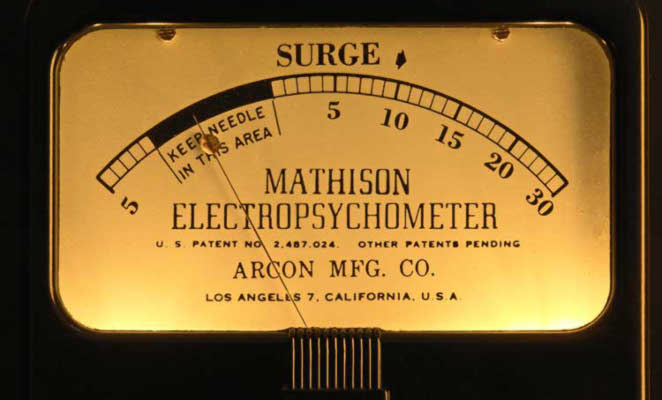 SURGE
KEEP NEEDLE
IN THIS AREA
5
5
10
15
20
30
MATHISON
ELECTROPSYCHOMETER
U. S. PATENT NO. 2,487,024. OTHER PATENTS PENDING
ARCON MFG. CO.
LOS ANGELES 7, CALIFORNIA, U.S.A.